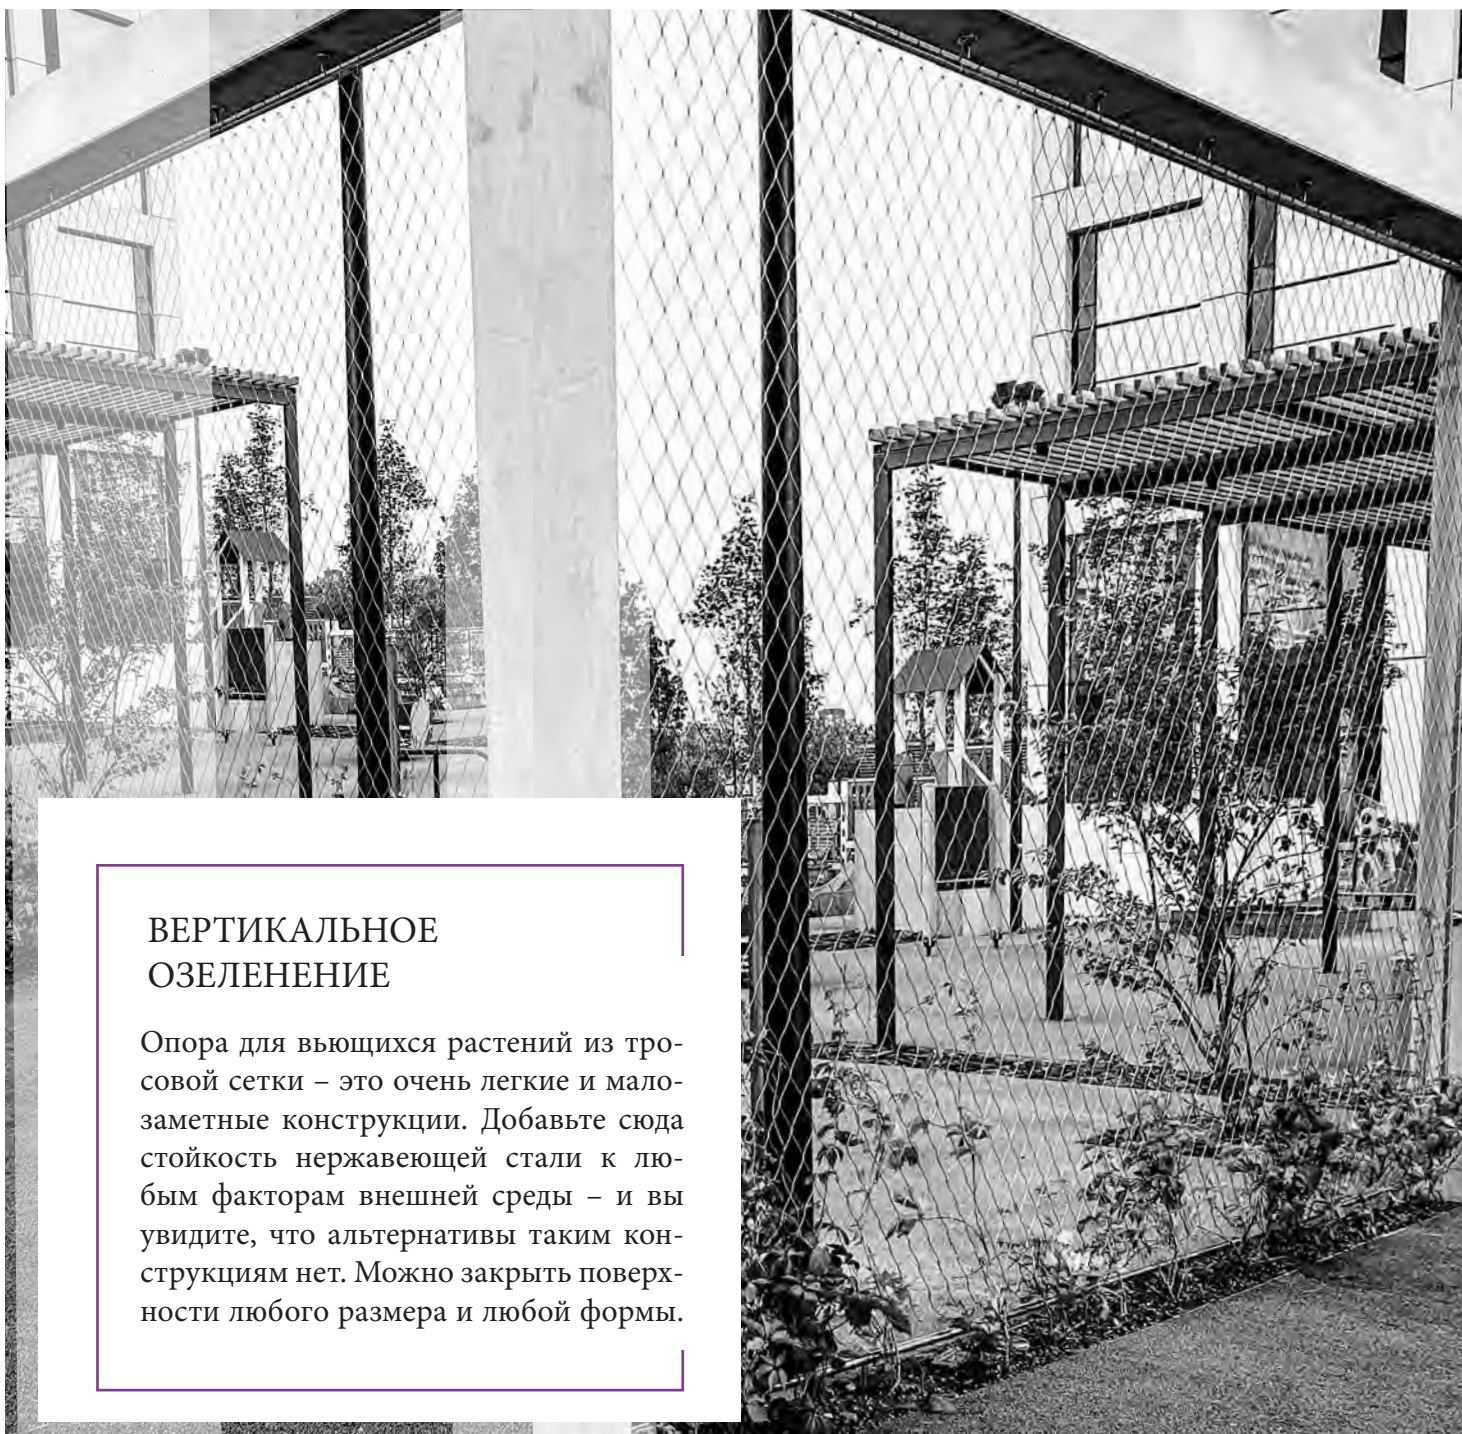 ВЕРТИКАЛЬНОЕ
ОЗЕЛЕНЕНИЕ
Опора для вьющихся растений из тро-
совой сетки – это очень легкие и мало-
заметные конструкции. Добавьте сюда
стойкость нержавеющей стали к лю-
бым факторам внешней среды – и вы
увидите, что альтернативы таким кон-
струкциям нет. Можно закрыть поверх-
ности любого размера и любой формы.